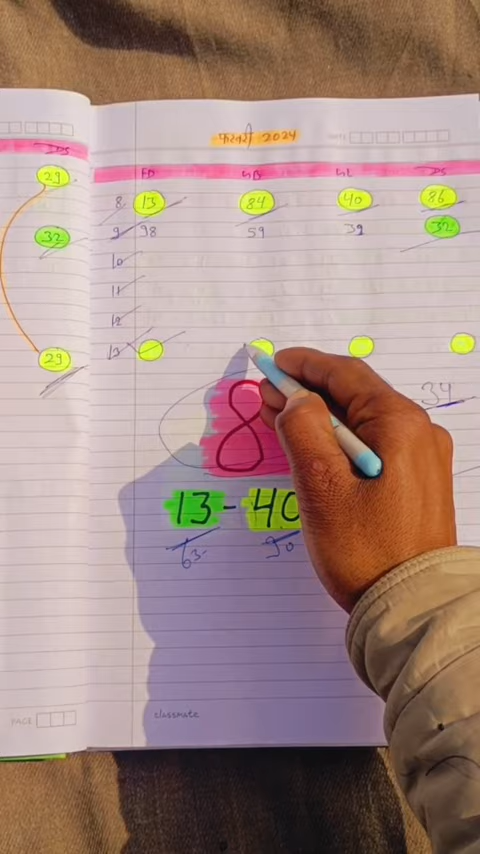 फरवरी 2024
DATE
DS
FD GB GL DS
29
8 13 84 40 86
32
9 98 59 39 32
10
11
12
29
13
34
8
13-40
63 90
PAGE
classmate